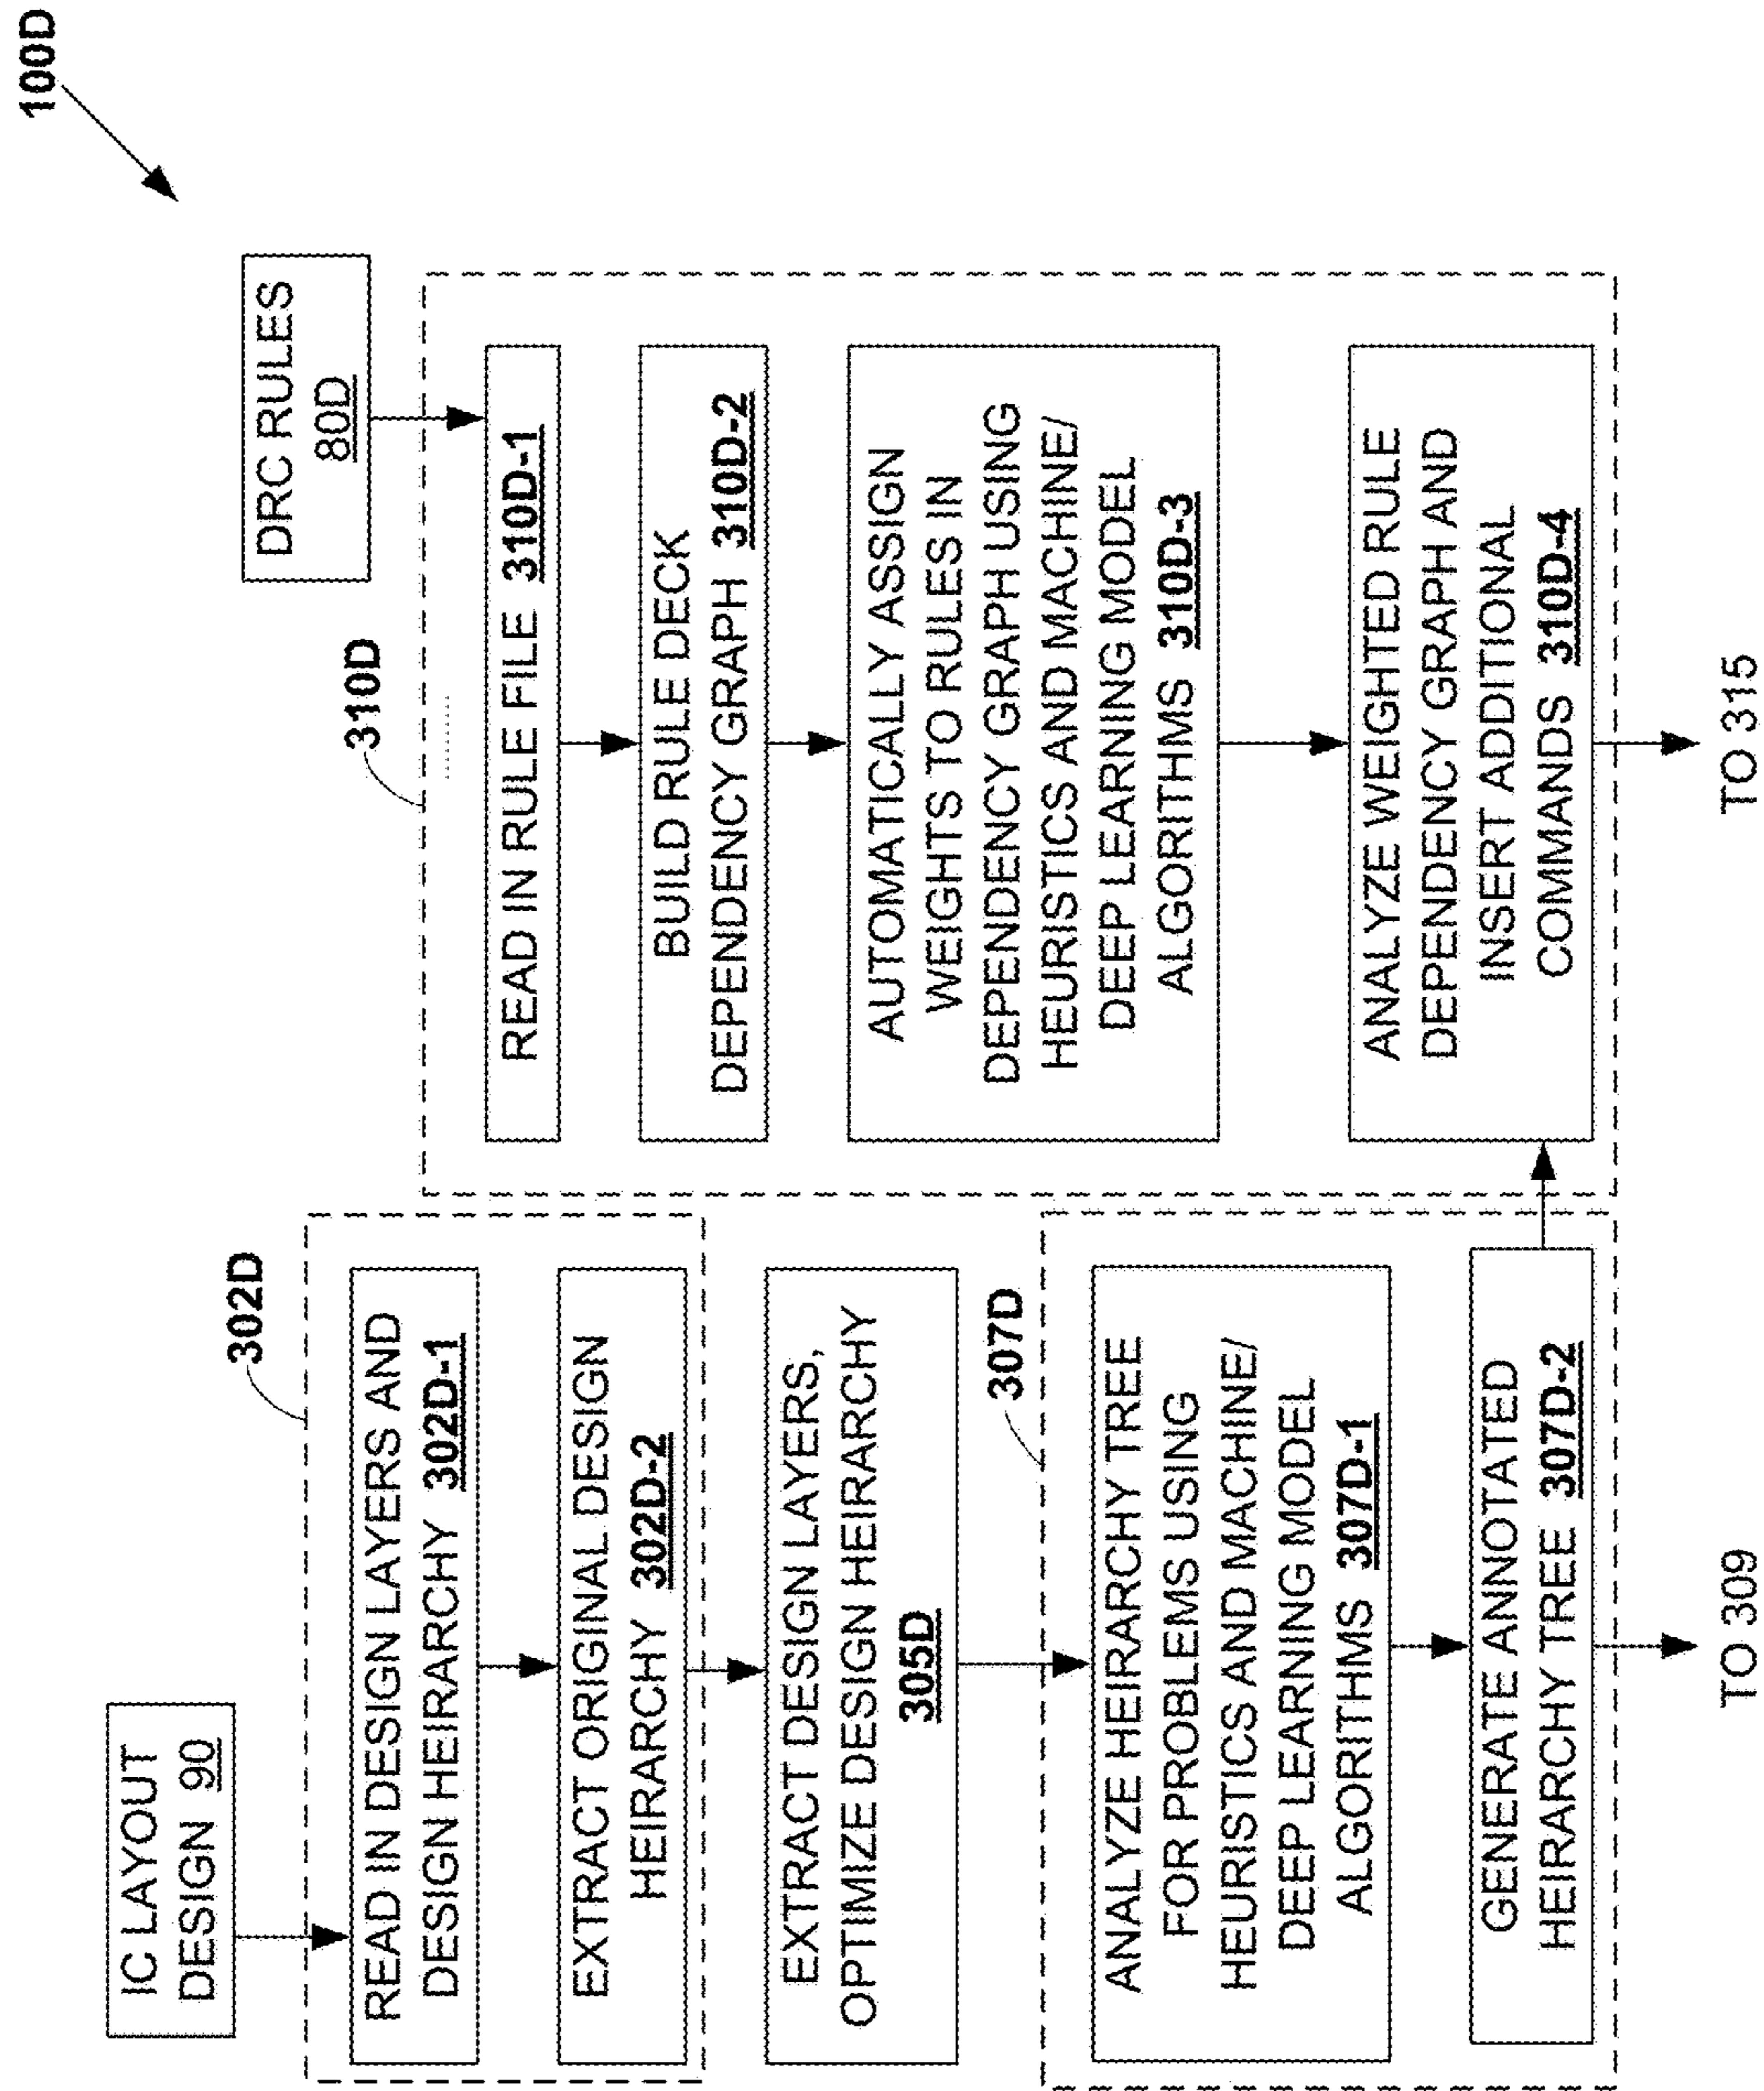 100D
IC LAYOUT
DESIGN 90
302D
READ IN DESIGN LAYERS AND
DESIGN HEIRARCHY 302D-1
EXTRACT ORIGINAL DESIGN
HEIRARCHY 302D-2
EXTRACT DESIGN LAYERS,
OPTIMIZE DESIGN HEIRARCHY
305D
307D
ANALYZE HEIRARCHY TREE
FOR PROBLEMS USING
HEURISTICS AND MACHINE/
DEEP LEARNING MODEL
ALGORITHMS 307D-1
GENERATE ANNOTATED
HEIRARCHY TREE 307D-2
TO 309
DRC RULES
80D
310D
READ IN RULE FILE 310D-1
BUILD RULE DECK
DEPENDENCY GRAPH 310D-2
AUTOMATICALLY ASSIGN
WEIGHTS TO RULES IN
DEPENDENCY GRAPH USING
HEURISTICS AND MACHINE/
DEEP LEARNING MODEL
ALGORITHMS 310D-3
ANALYZE WEIGHTED RULE
DEPENDENCY GRAPH AND
INSERT ADDITIONAL
COMMANDS 310D-4
TO 315